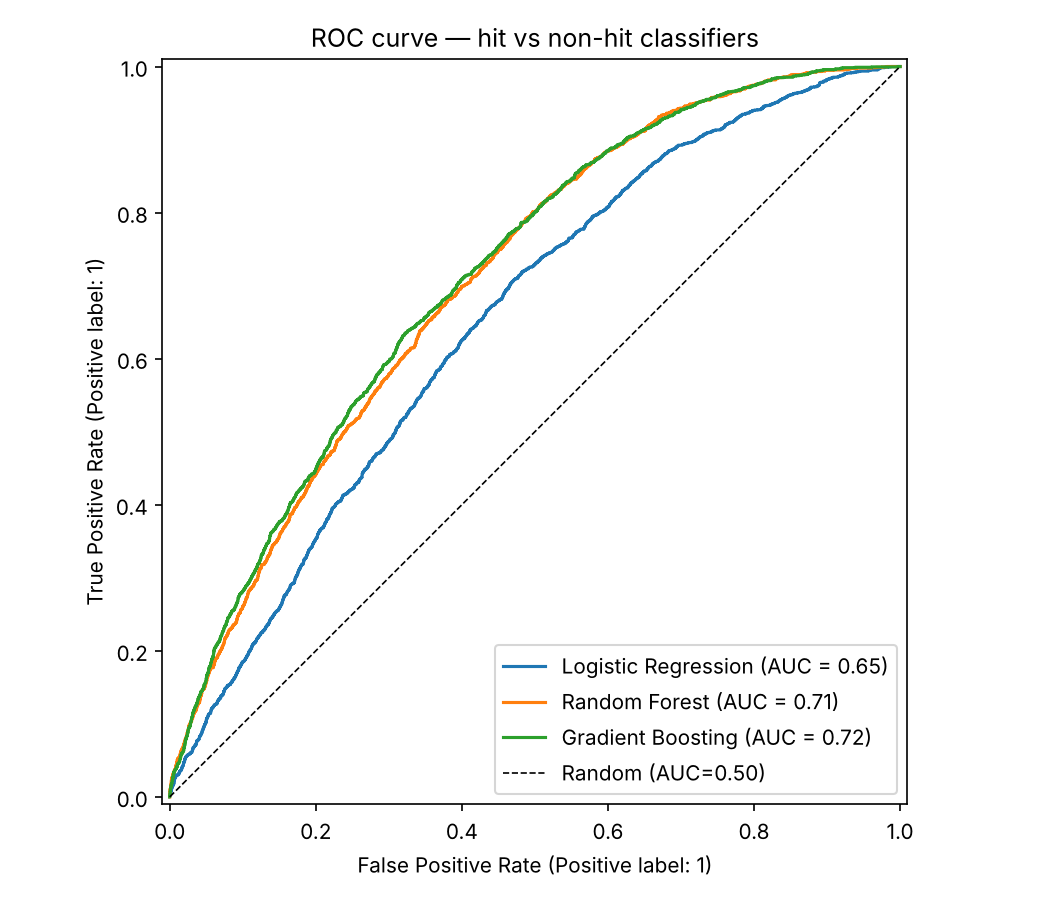 ROC curve — hit vs non-hit classifiers
True Positive Rate (Positive label: 1)
1.0
0.8
0.6
0.4
0.2
0.0
Logistic Regression (AUC = 0.65)
Random Forest (AUC = 0.71)
Gradient Boosting (AUC = 0.72)
Random (AUC=0.50)
0.0 0.2 0.4 0.6 0.8 1.0
False Positive Rate (Positive label: 1)